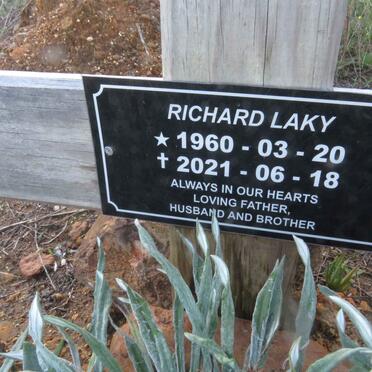 RICHARD LAKY
★ 1960 - 03 - 20
✝ 2021 - 06 - 18
ALWAYS IN OUR HEARTS
LOVING FATHER,
HUSBAND AND BROTHER